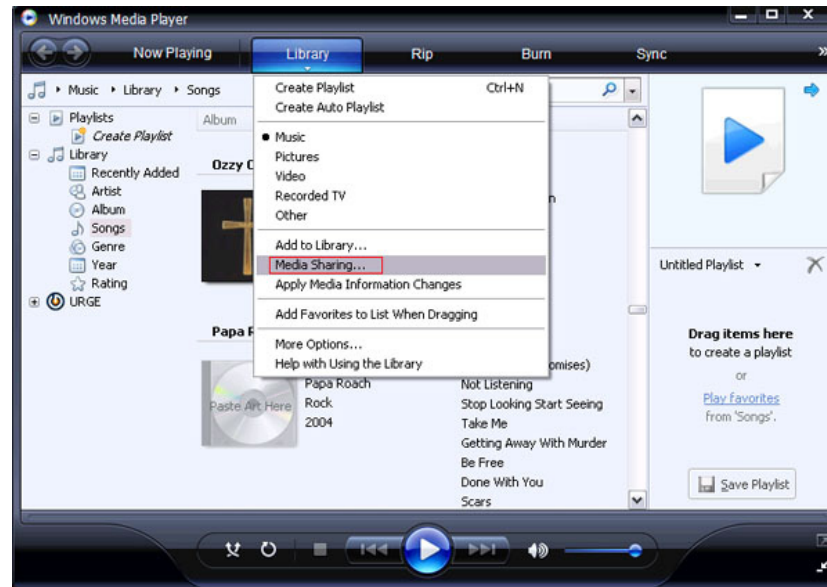 Windows Media Player
Now Playing
Library
Rip
Burn
Sync
Music
Library
Songs
Playlists
Create Playlist
Library
Recently Added
Artist
Album
Songs
Genre
Year
Rating
URGE
Album
Ozzy
Create Playlist Ctrl+N
Create Auto Playlist
Music
Pictures
Video
Recorded TV
Other
Add to Library...
Media Sharing...
Apply Media Information Changes
Add Favorites to List When Dragging
More Options...
Help with Using the Library
Papa
Paste Art Here
Papa Roach
Rock
2004
Not Listening
Stop Looking Start Seeing
Take Me
Getting Away With Murder
Be Free
Done With You
Scars
Untitled Playlist
Drag items here
to create a playlist
or
Play favorites
from 'Songs'.
Save Playlist